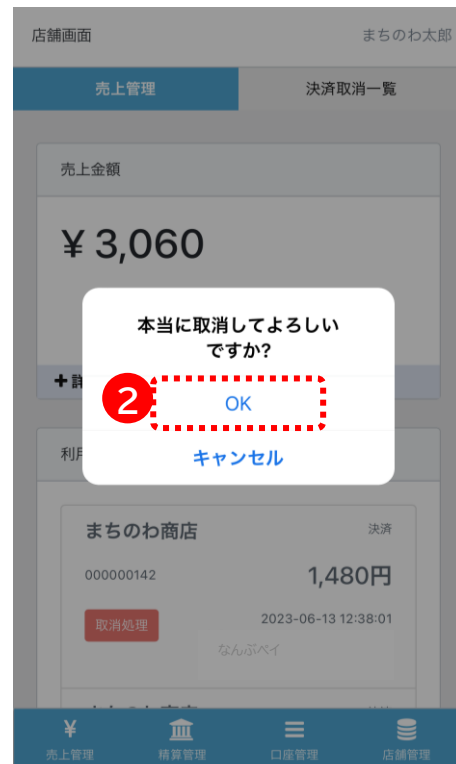 店舗画面
まちのわ太郎
売上管理
決済取消一覧
売上金額
¥ 3,060
本当に取消してよろしい
ですか?
2
OK
キャンセル
まちのわ商店
決済
000000142
1,480円
取消処理
2023-06-13 12:38:01
なんぶペイ
売上管理
精算管理
口座管理
店舗管理